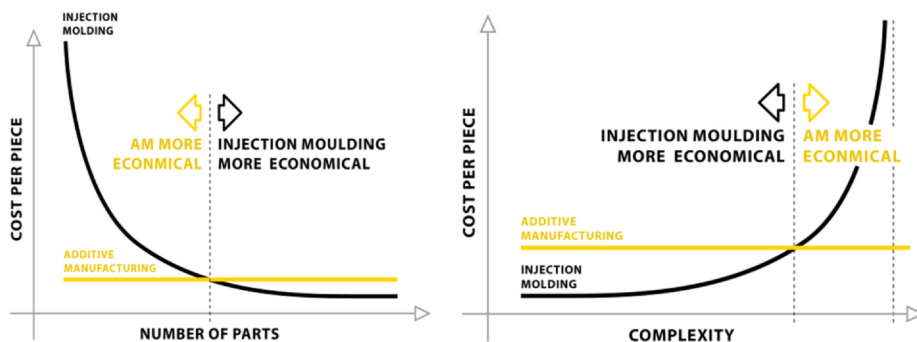 INJECTION
MOLDING
COST PER PIECE
AM MORE
ECONMICAL
INJECTION MOULDING
MORE ECONOMICAL
ADDITIVE
MANUFACTURING
NUMBER OF PARTS
COST PER PIECE
INJECTION MOULDING
MORE ECONOMICAL
AM MORE
ECONMICAL
ADDITIVE
MANUFACTURING
INJECTION
MOLDING
COMPLEXITY